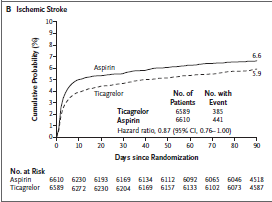 B Ischemic Stroke
Cumulative Probability (%)
10
9
8
7
6
5
4
3
2
1
0
Aspirin
Ticagrelor
6.6
5.9
No. of Patients No. with Event
Ticagrelor 6589 385
Aspirin 6610 441
Hazard ratio, 0.87 (95% CI, 0.76–1.00)
0 10 20 30 40 50 60 70 80 90
Days since Randomization
No. at Risk
Aspirin 6610 6230 6193 6169 6134 6112 6092 6065 6046 4518
Ticagrelor 6589 6272 6230 6204 6169 6157 6133 6102 6073 4587